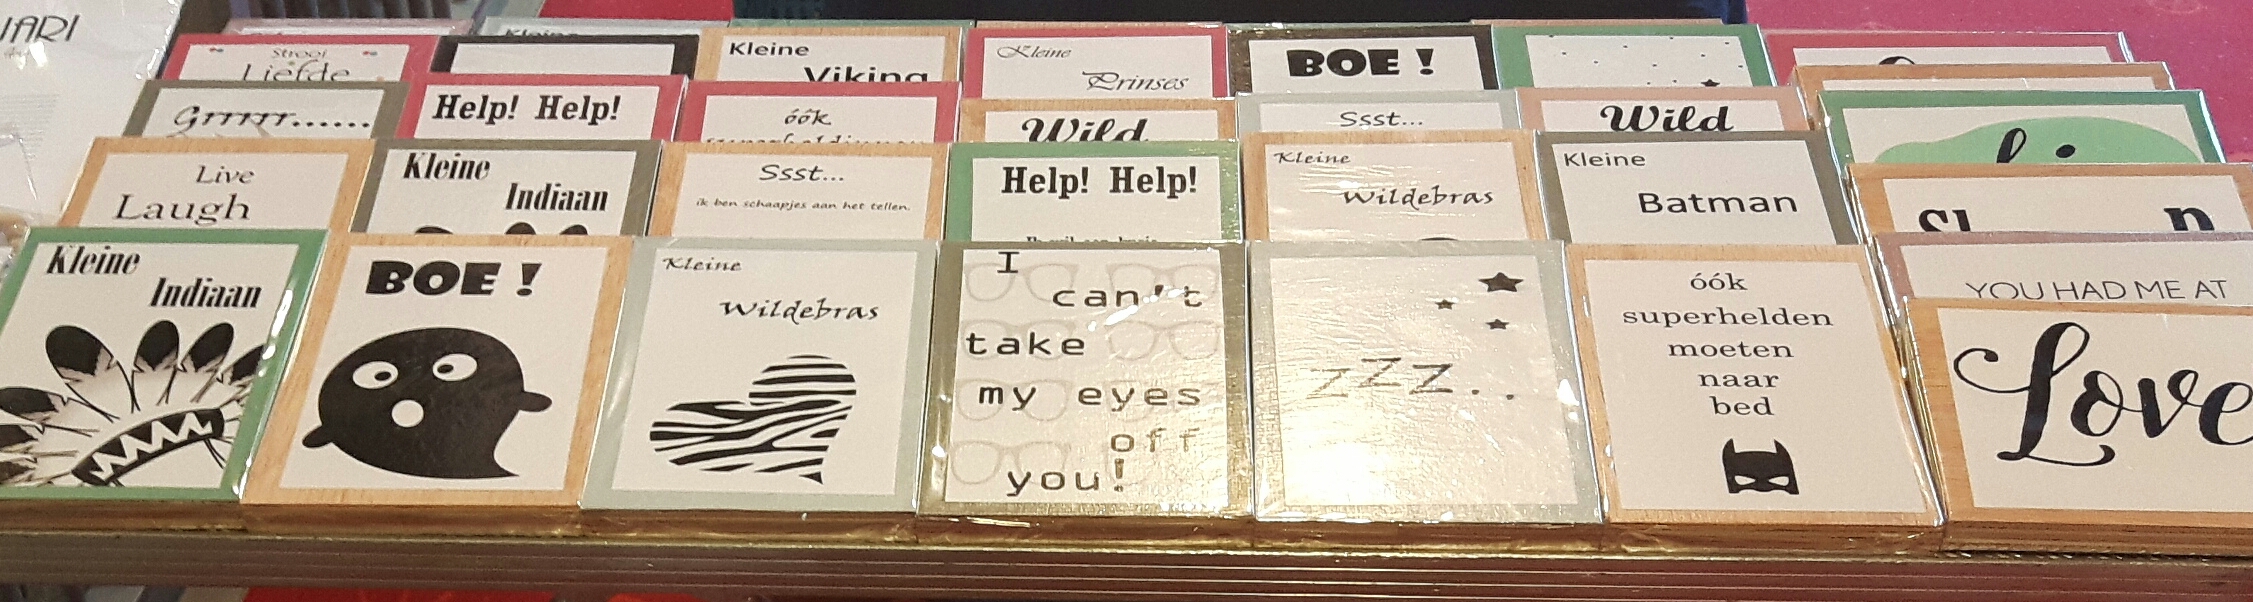 Strooi
Liefde
Kleine
Kleine
Viking
Kleine
Prinses
BOE !
Grrrrr......
Help! Help!
óók
Wild
Ssst...
Wild
Live
Laugh
Kleine
Indiaan
Ssst...
ik ben schaapjes aan het tellen.
Help! Help!
Kleine
Wildebras
Kleine
Batman
YOU HAD ME AT
Kleine
Indiaan
BOE !
Kleine
Wildebras
I
can't
take
my eyes
off
you!
zzz..
óók
superhelden
moeten
naar
bed
Love